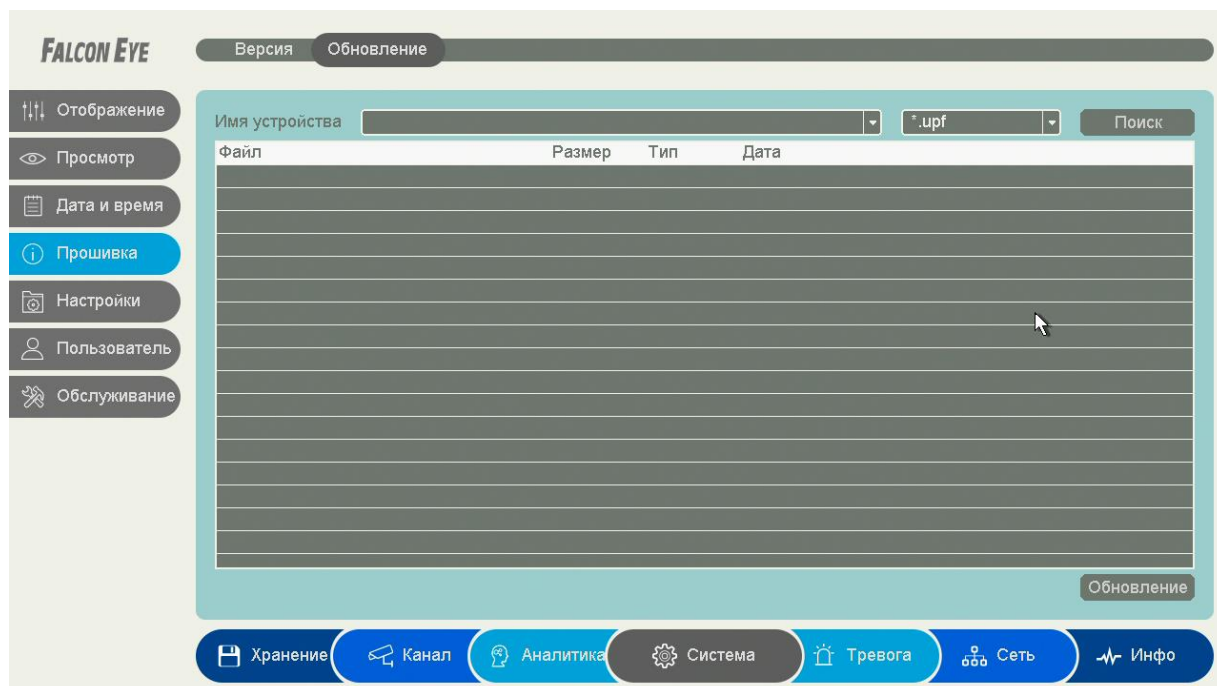 FALCON EYE
Версия Обновление
Отображение
Просмотр
Дата и время
Прошивка
Настройки
Пользователь
Обслуживание
Имя устройства *.upf Поиск
Файл Размер Тип Дата
Обновление
Хранение Канал Аналитика Система Тревога Сеть Инфо